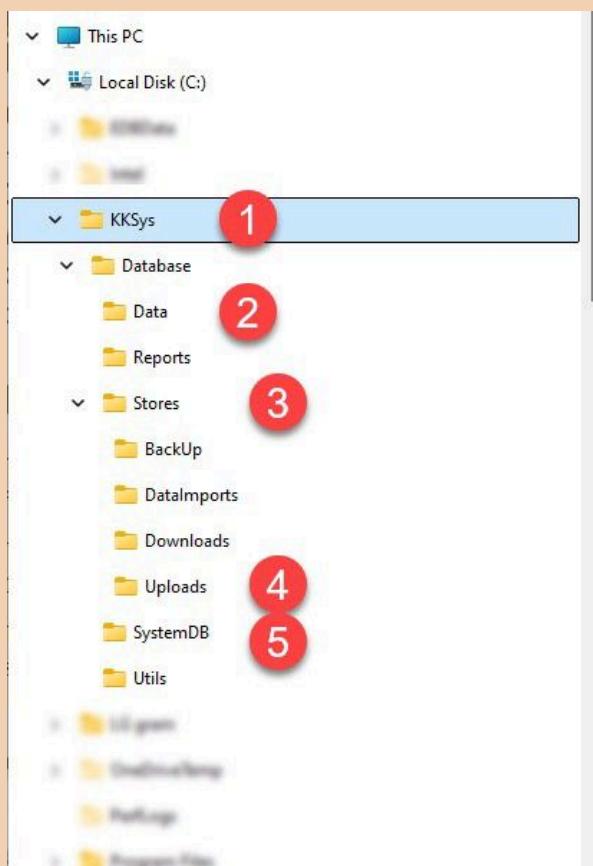 This PC
Local Disk (C:)
KKSys 1
Database
Data 2
Reports
Stores 3
BackUp
DataImports
Downloads
Uploads 4
SystemDB 5
Utils